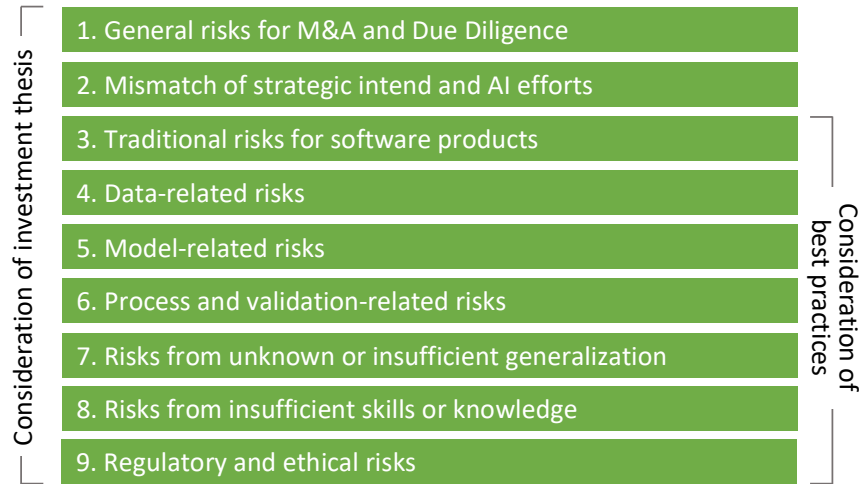 Consideration of investment thesis
1. General risks for M&A and Due Diligence
2. Mismatch of strategic intend and AI efforts
3. Traditional risks for software products
4. Data-related risks
5. Model-related risks
6. Process and validation-related risks
7. Risks from unknown or insufficient generalization
8. Risks from insufficient skills or knowledge
9. Regulatory and ethical risks
Consideration of
best practices